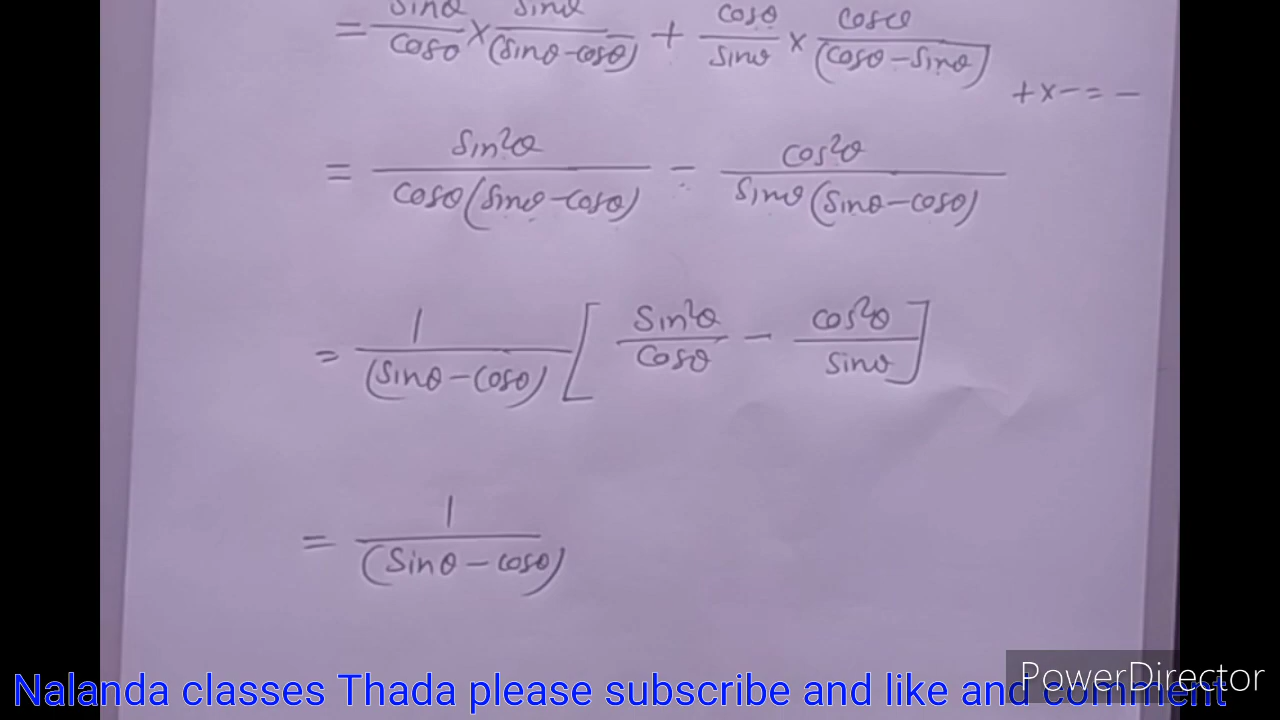 = sinθ/cosθ × sinθ/(sinθ-cosθ) + cosθ/sinθ × cosθ/(cosθ-sinθ)
+×-=-
= sin²θ/cosθ(sinθ-cosθ) - cos²θ/sinθ(sinθ-cosθ)
= 1/(sinθ-cosθ) [ sin²θ/cosθ - cos²θ/sinθ ]
= 1/(sinθ-cosθ)
PowerDirector
Nalanda classes Thada please subscribe and like and comment